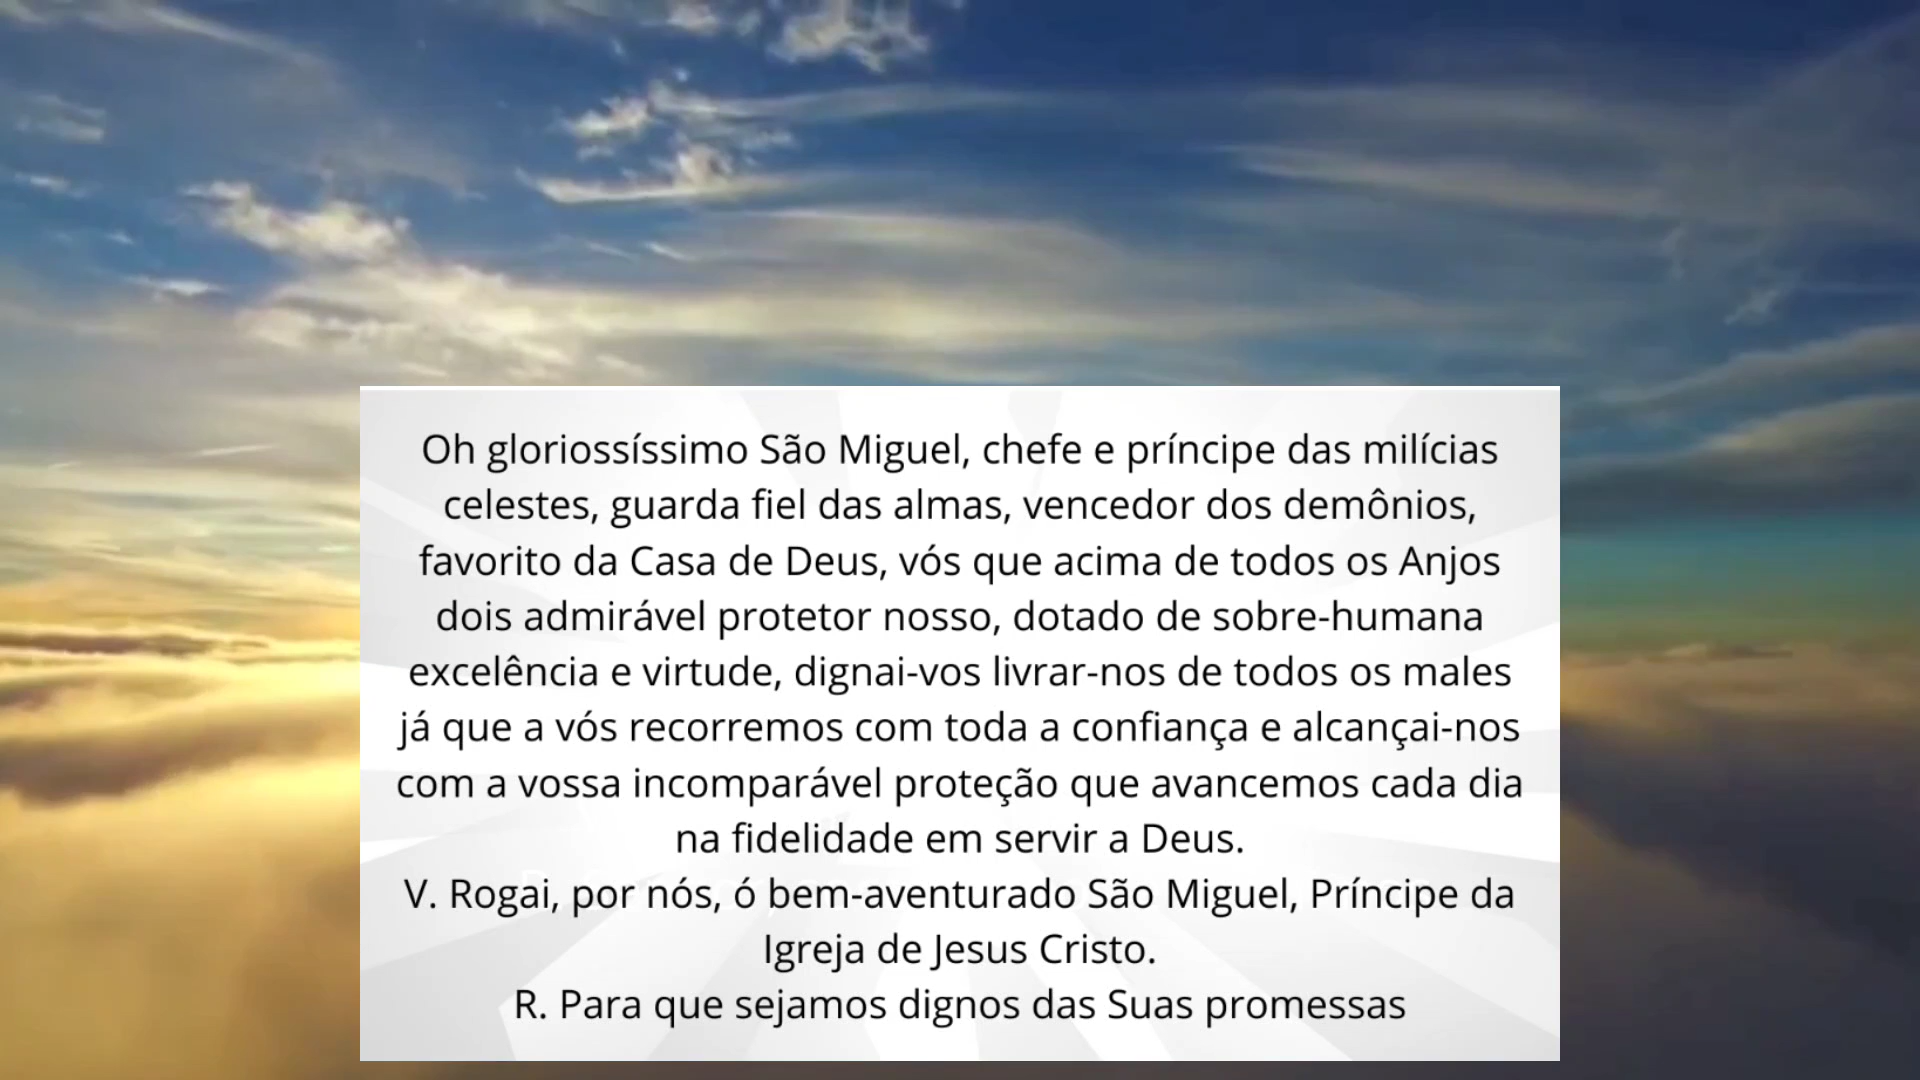 Oh gloriossíssimo São Miguel, chefe e príncipe das milícias
celestes, guarda fiel das almas, vencedor dos demônios,
favorito da Casa de Deus, vós que acima de todos os Anjos
dois admirável protetor nosso, dotado de sobre-humana
excelência e virtude, dignai-vos livrar-nos de todos os males
já que a vós recorremos com toda a confiança e alcançai-nos
com a vossa incomparável proteção que avancemos cada dia
na fidelidade em servir a Deus.
V. Rogai, por nós, ó bem-aventurado São Miguel, Príncipe da
Igreja de Jesus Cristo.
R. Para que sejamos dignos das Suas promessas